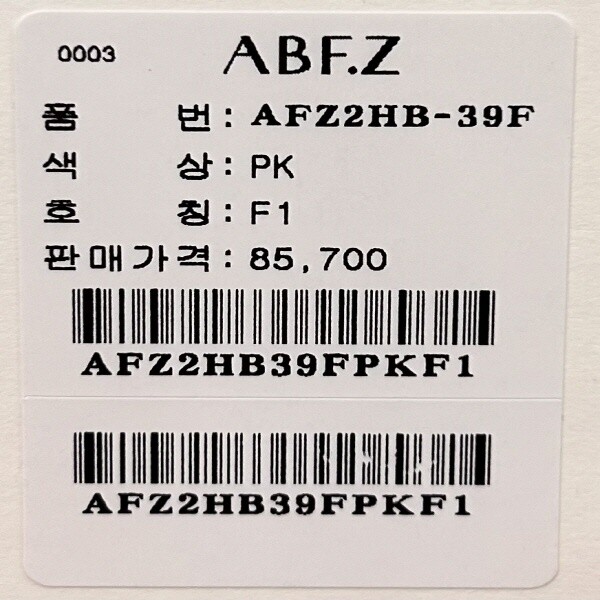 0003 ABF.Z
품 번 : AFZ2HB-39F
색 상 : PK
호 칭 : F1
판매가격 : 85,700
AFZ2HB39FPKF1
AFZ2HB39FPKF1